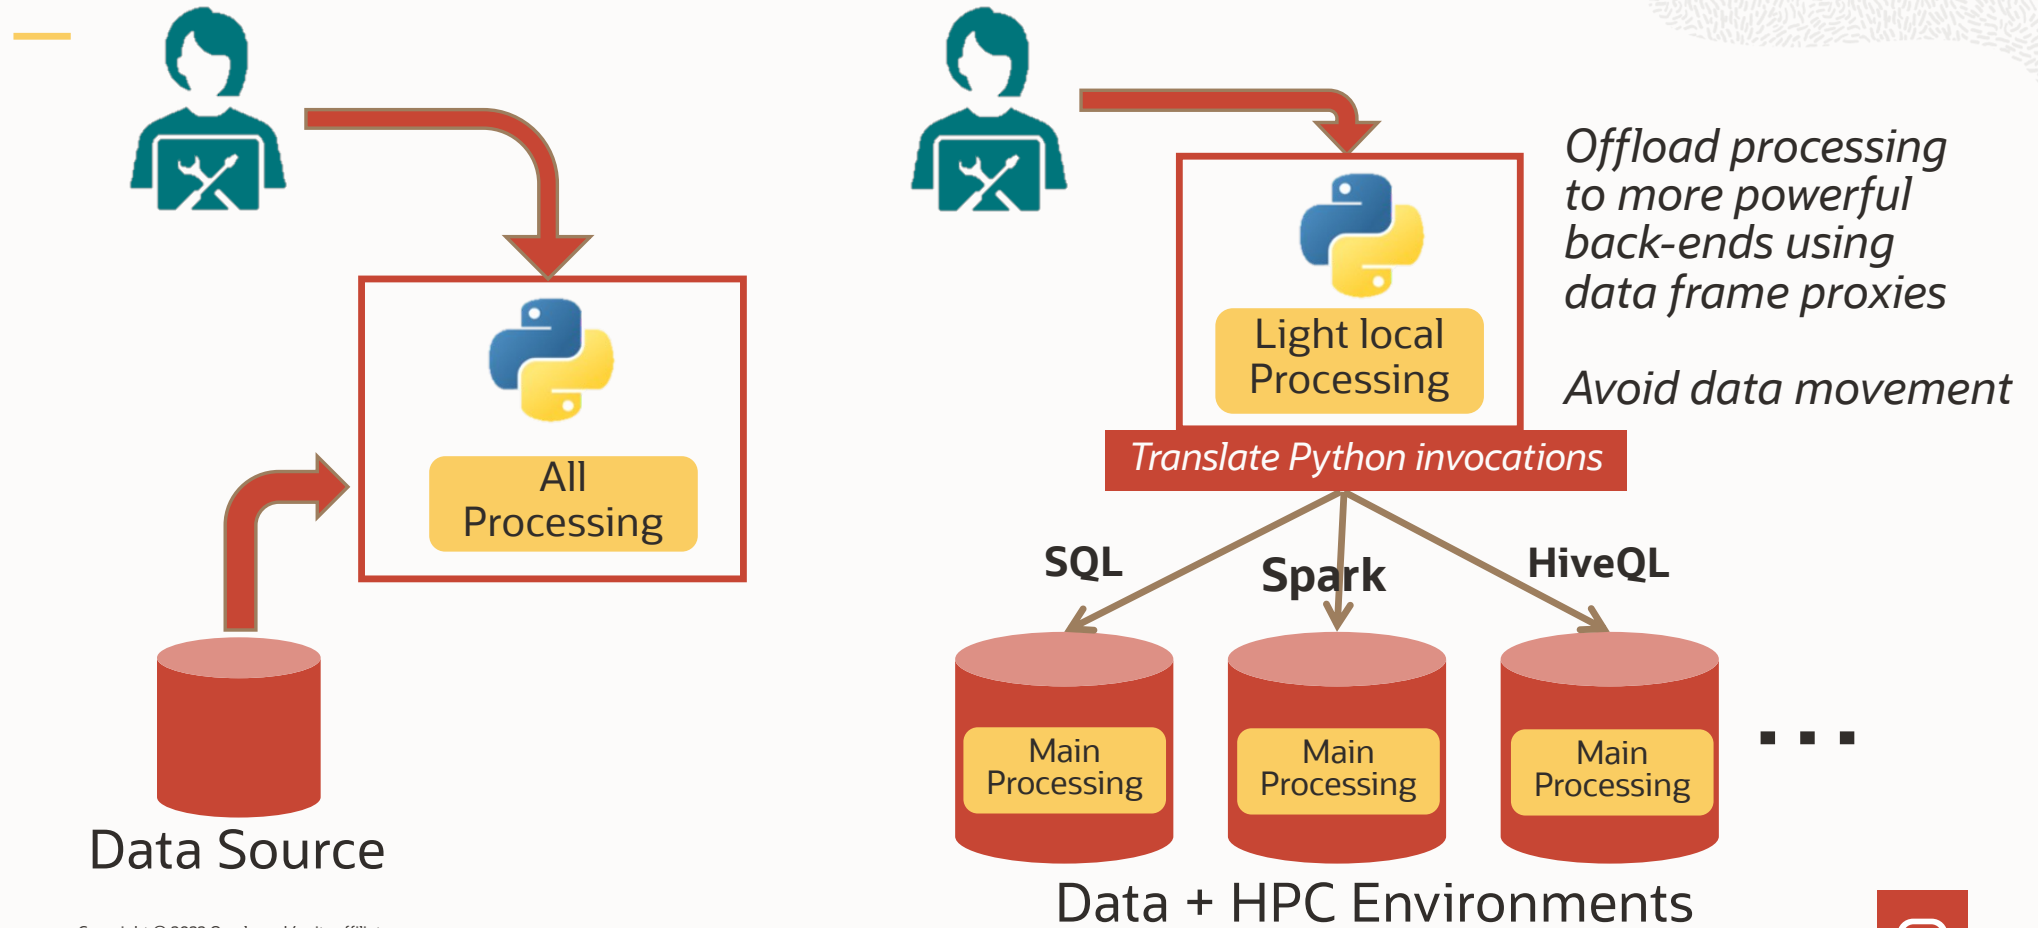 All
Processing
Data Source
Offload processing
to more powerful
back-ends using
data frame proxies
Avoid data movement
Light local
Processing
Translate Python invocations
SQL
Spark
HiveQL
Main
Processing
Main
Processing
Main
Processing
...
Data + HPC Environments